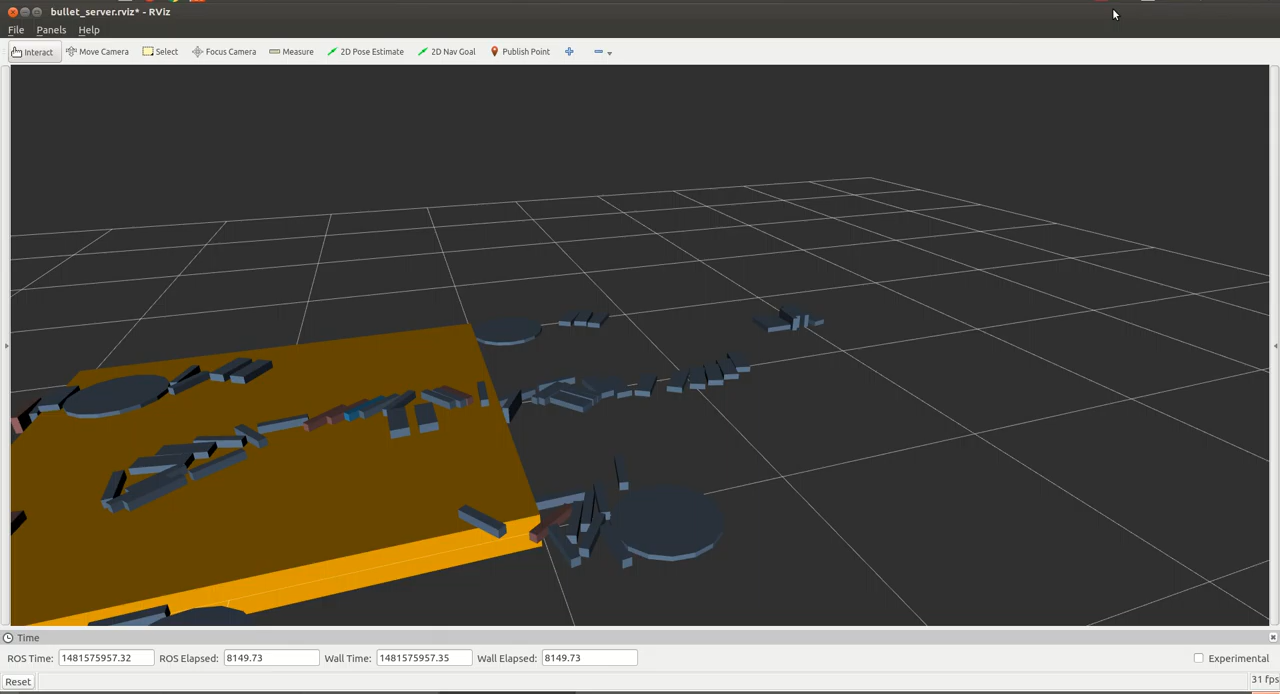 bullet_server.rviz* - RViz
File Panels Help
Interact Move Camera Select Focus Camera Measure 2D Pose Estimate 2D Nav Goal Publish Point
Time
ROS Time: 1481575957.32 ROS Elapsed: 8149.73 Wall Time: 1481575957.35 Wall Elapsed: 8149.73 Experimental
Reset 31 fps